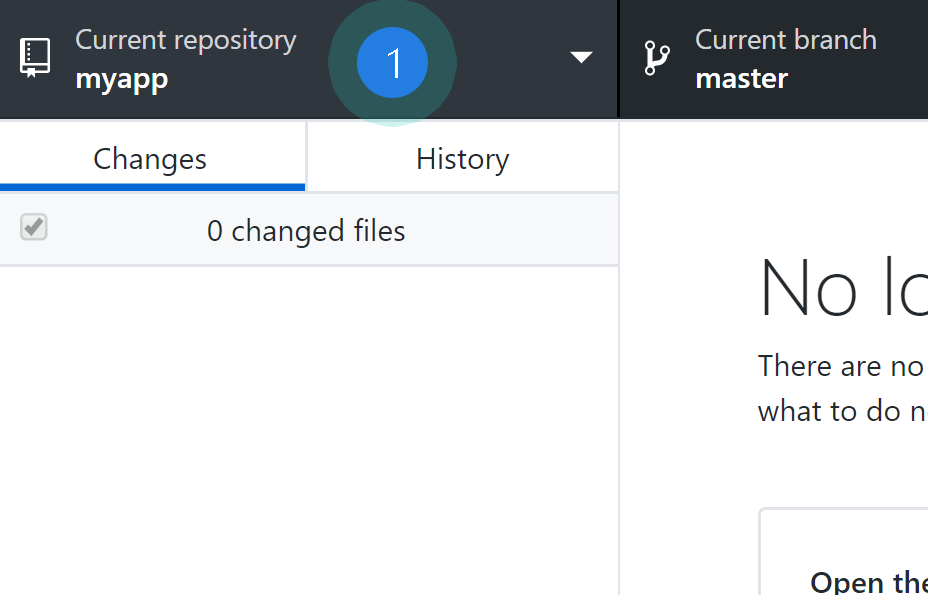 Current repository
myapp
1
Current branch
master
Changes
History
0 changed files
No lo
There are no
what to do n
Open the